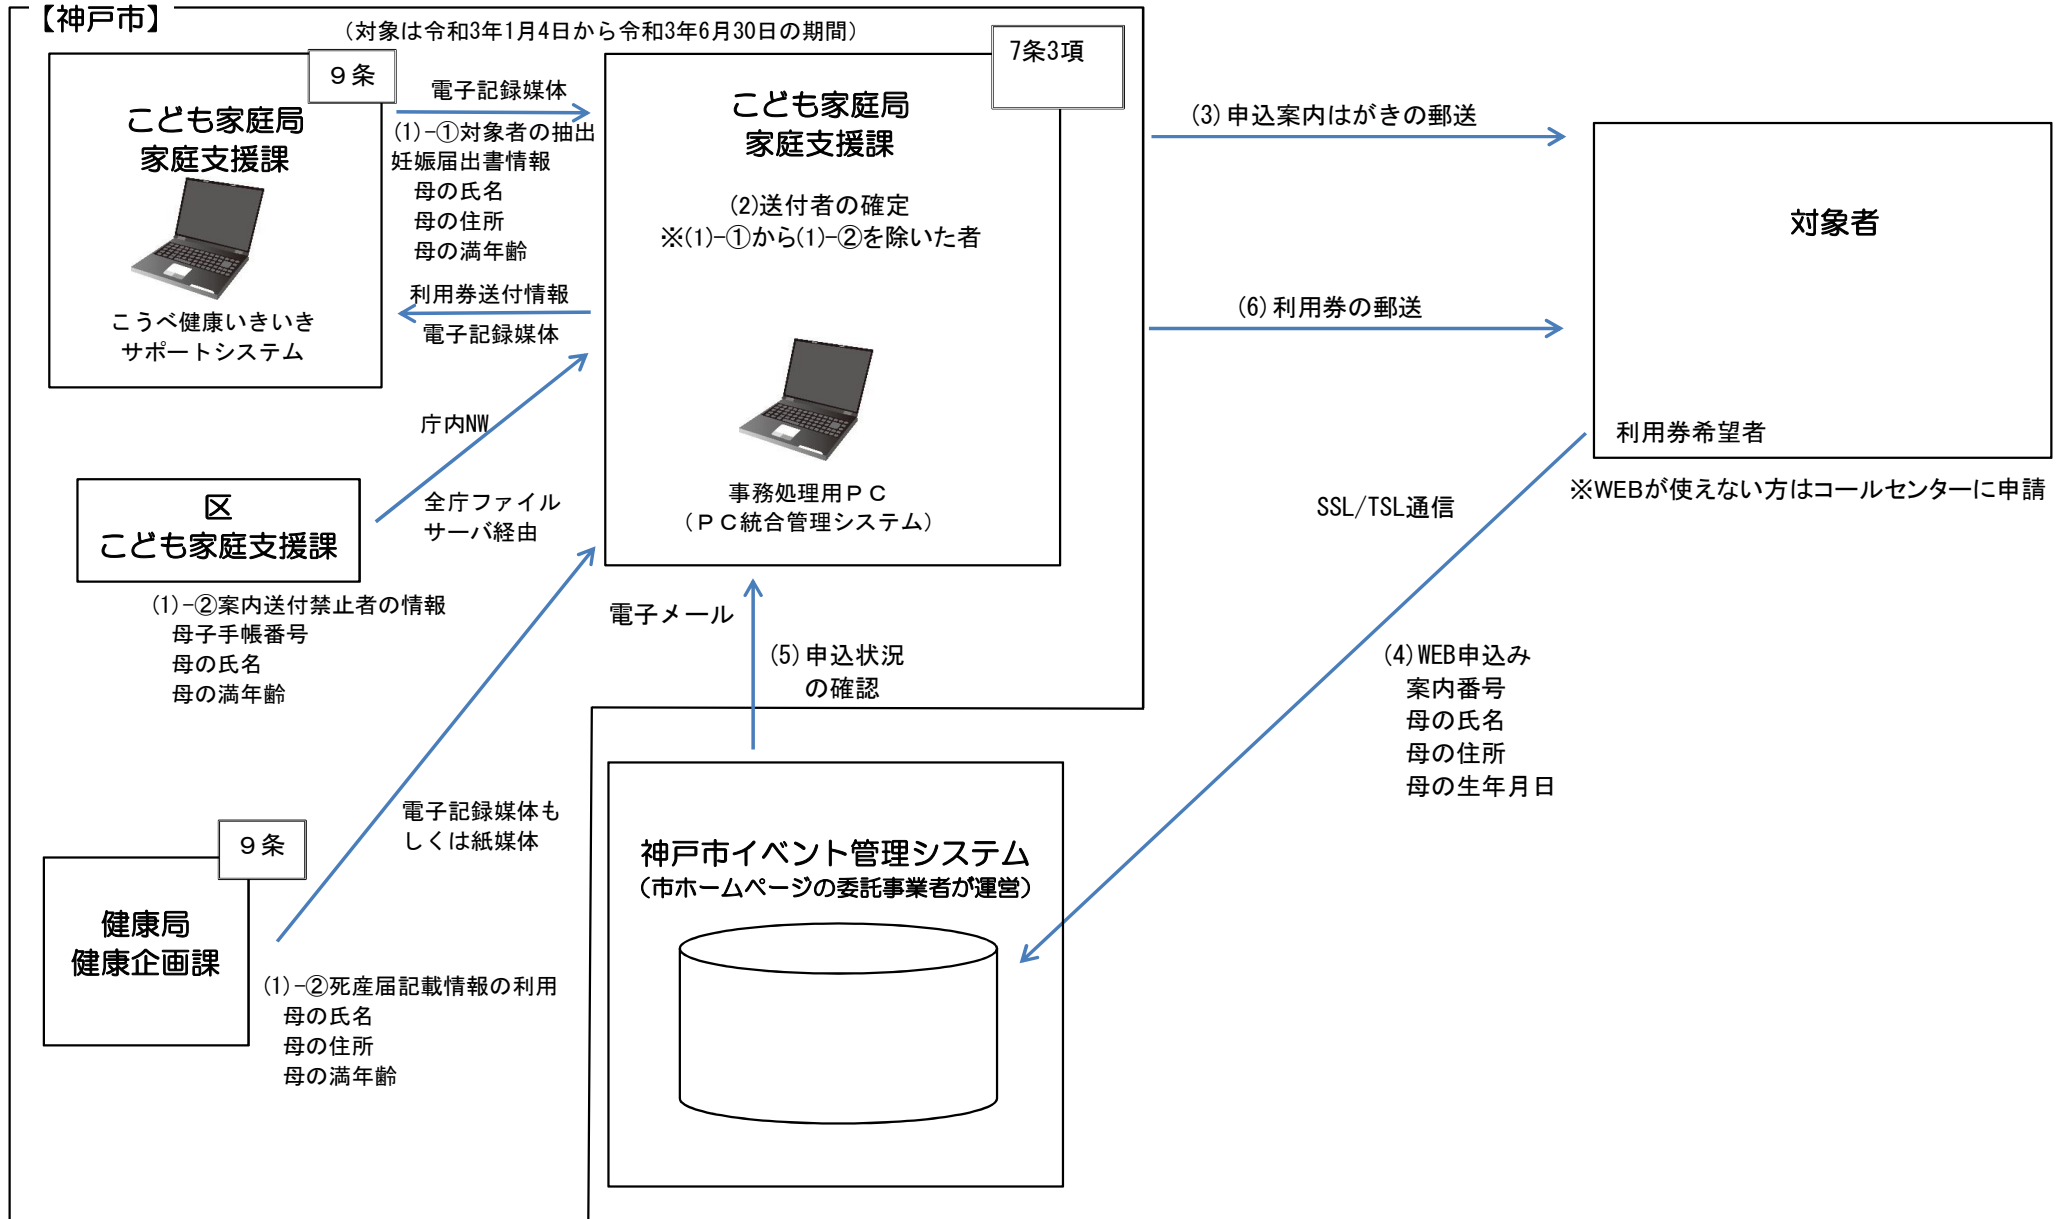 【神戸市】
(対象は令和3年1月4日から令和3年6月30日の期間)
9条
こども家庭局
家庭支援課
こうべ健康いきいき
サポートシステム
電子記録媒体
(1)-①対象者の抽出
妊娠届出書情報
母の氏名
母の住所
母の満年齢
利用券送付情報
電子記録媒体
7条3項
こども家庭局
家庭支援課
(2)送付者の確定
※(1)-①から(1)-②を除いた者
事務処理用PC
(PC統合管理システム)
(3)申込案内はがきの郵送
(6)利用券の郵送
対象者
利用券希望者
※WEBが使えない方はコールセンターに申請
庁内NW
全庁ファイル
サーバ経由
区
こども家庭支援課
(1)-②案内送付禁止者の情報
母子手帳番号
母の氏名
母の満年齢
電子メール
(5)申込状況
の確認
SSL/TSL通信
(4)WEB申込み
案内番号
母の氏名
母の住所
母の生年月日
電子記録媒体も
しくは紙媒体
9条
健康局
健康企画課
(1)-②死産届記載情報の利用
母の氏名
母の住所
母の満年齢
神戸市イベント管理システム
(市ホームページの委託事業者が運営)